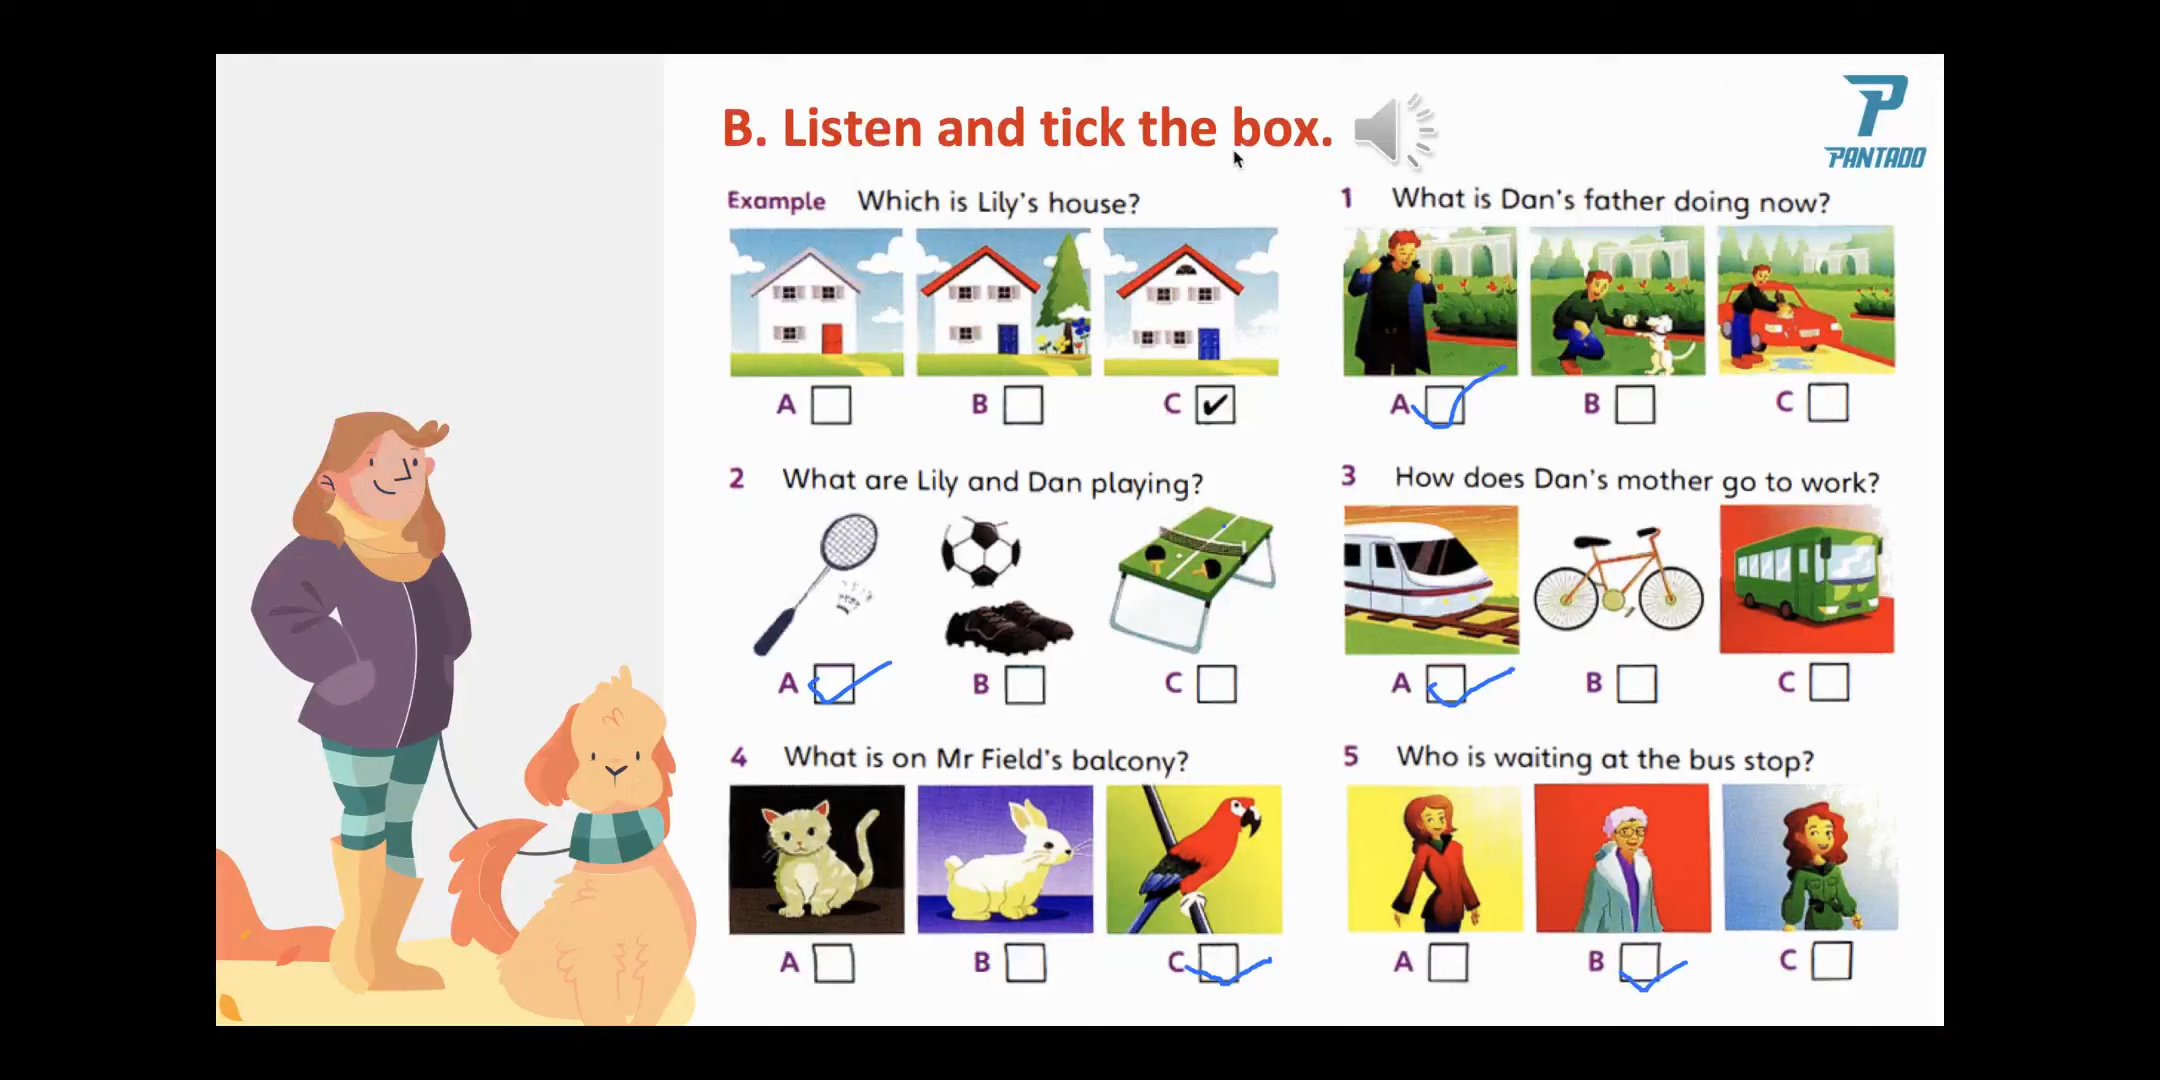 B. Listen and tick the box.
PANTADO
Example Which is Lily's house?
A B C ✔
1 What is Dan's father doing now?
A B C
2 What are Lily and Dan playing?
A B C
3 How does Dan's mother go to work?
A B C
4 What is on Mr Field's balcony?
A B C
5 Who is waiting at the bus stop?
A B C